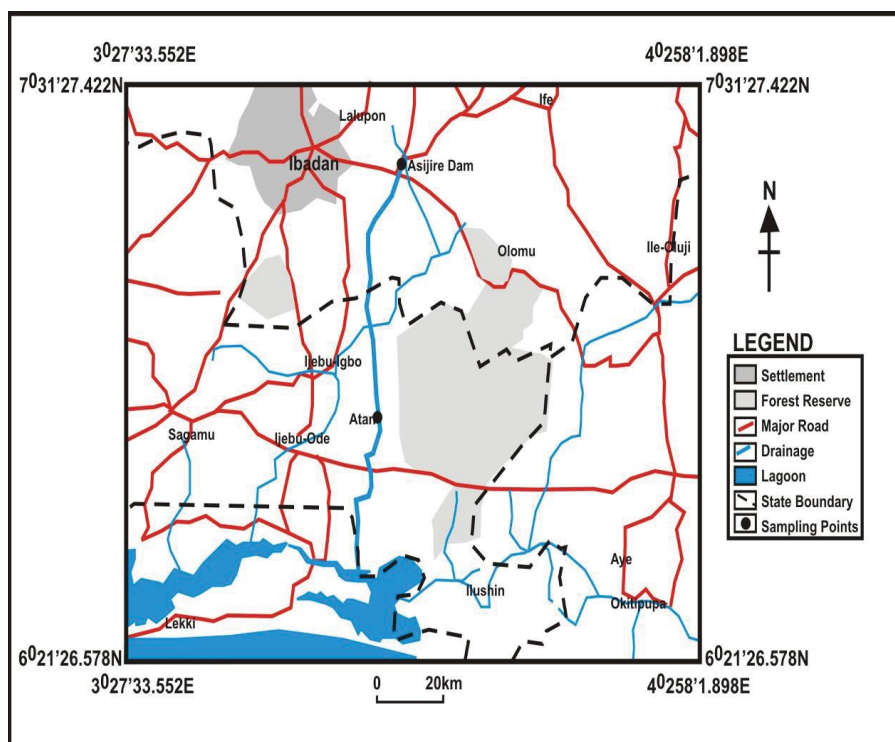 3⁰27’33.552E
4⁰258’1.898E
7⁰31’27.422N
7⁰31’27.422N
Ife
Lalupon
Ibadan
Asijire Dam
N
Olomu
Ile-Oluji
LEGEND
Settlement
Forest Reserve
Major Road
Drainage
Lagoon
State Boundary
Sampling Points
Ijebu-Igbo
Atan
Sagamu
Ijebu-Ode
Aye
Ilushin
Okitipupa
Lekki
6⁰21’26.578N
6⁰21’26.578N
3⁰27’33.552E
0 20km
4⁰258’1.898E